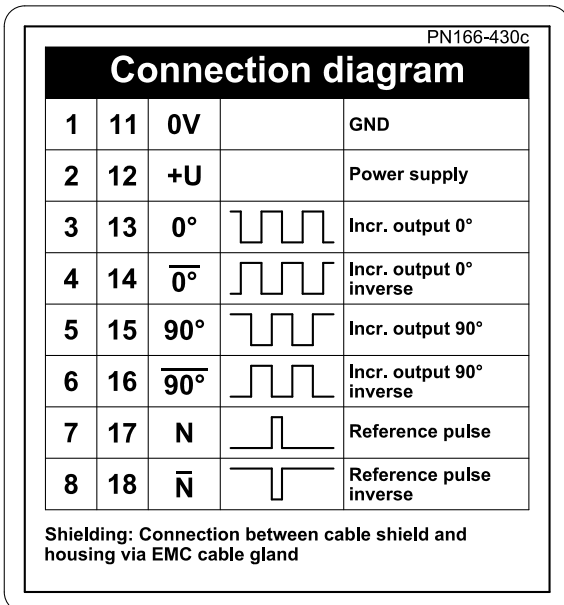 PN166-430c
Connection diagram
1 11 0V GND
2 12 +U Power supply
3 13 0° Incr. output 0°
4 14 0̅° Incr. output 0°
inverse
5 15 90° Incr. output 90°
6 16 9̅0̅° Incr. output 90°
inverse
7 17 N Reference pulse
8 18 N̅ Reference pulse
inverse
Shielding: Connection between cable shield and
housing via EMC cable gland